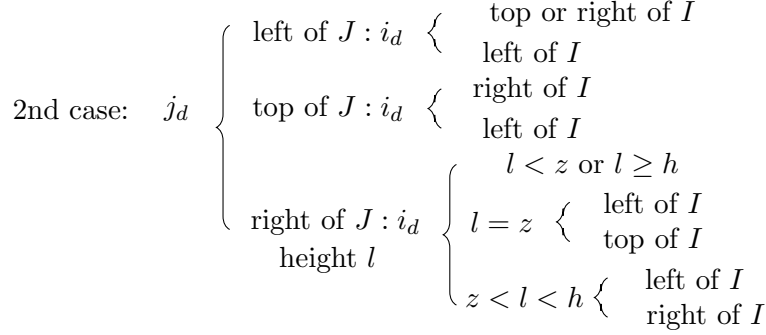 top or right of I
left of J : i_d {
left of I
right of I
2nd case: j_d { top of J : i_d {
left of I
l < z or l ≥ h
left of I
right of J : i_d { l = z {
top of I
height l
left of I
z < l < h {
right of I